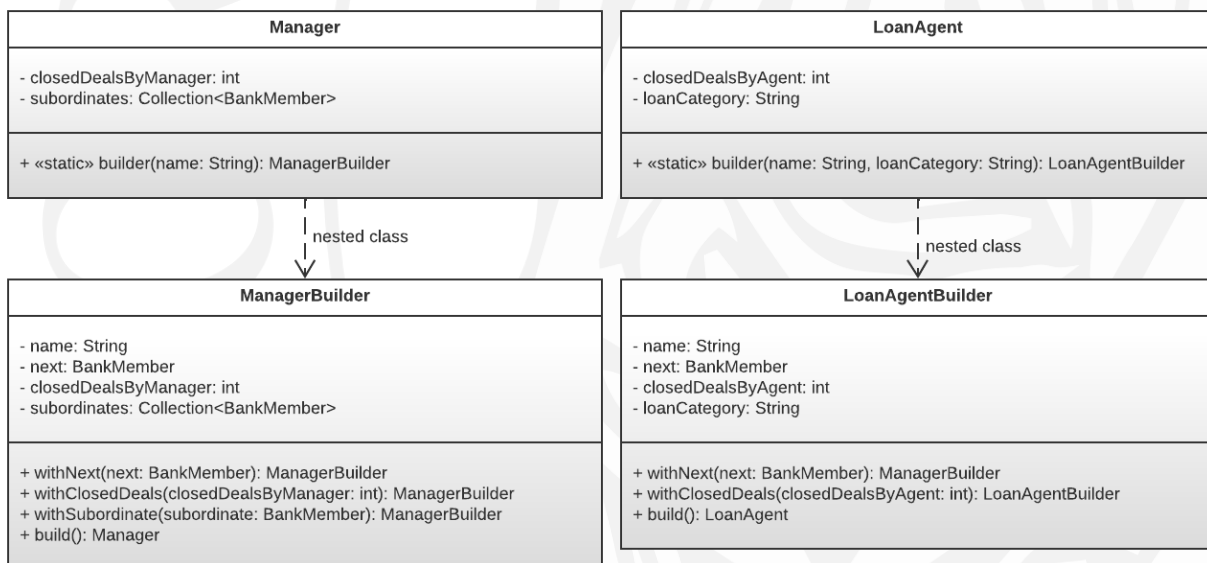 Manager
- closedDealsByManager: int
- subordinates: Collection<BankMember>
+ «static» builder(name: String): ManagerBuilder
nested class
ManagerBuilder
- name: String
- next: BankMember
- closedDealsByManager: int
- subordinates: Collection<BankMember>
+ withNext(next: BankMember): ManagerBuilder
+ withClosedDeals(closedDealsByManager: int): ManagerBuilder
+ withSubordinate(subordinate: BankMember): ManagerBuilder
+ build(): Manager
LoanAgent
- closedDealsByAgent: int
- loanCategory: String
+ «static» builder(name: String, loanCategory: String): LoanAgentBuilder
nested class
LoanAgentBuilder
- name: String
- next: BankMember
- closedDealsByAgent: int
- loanCategory: String
+ withNext(next: BankMember): ManagerBuilder
+ withClosedDeals(closedDealsByAgent: int): LoanAgentBuilder
+ build(): LoanAgent